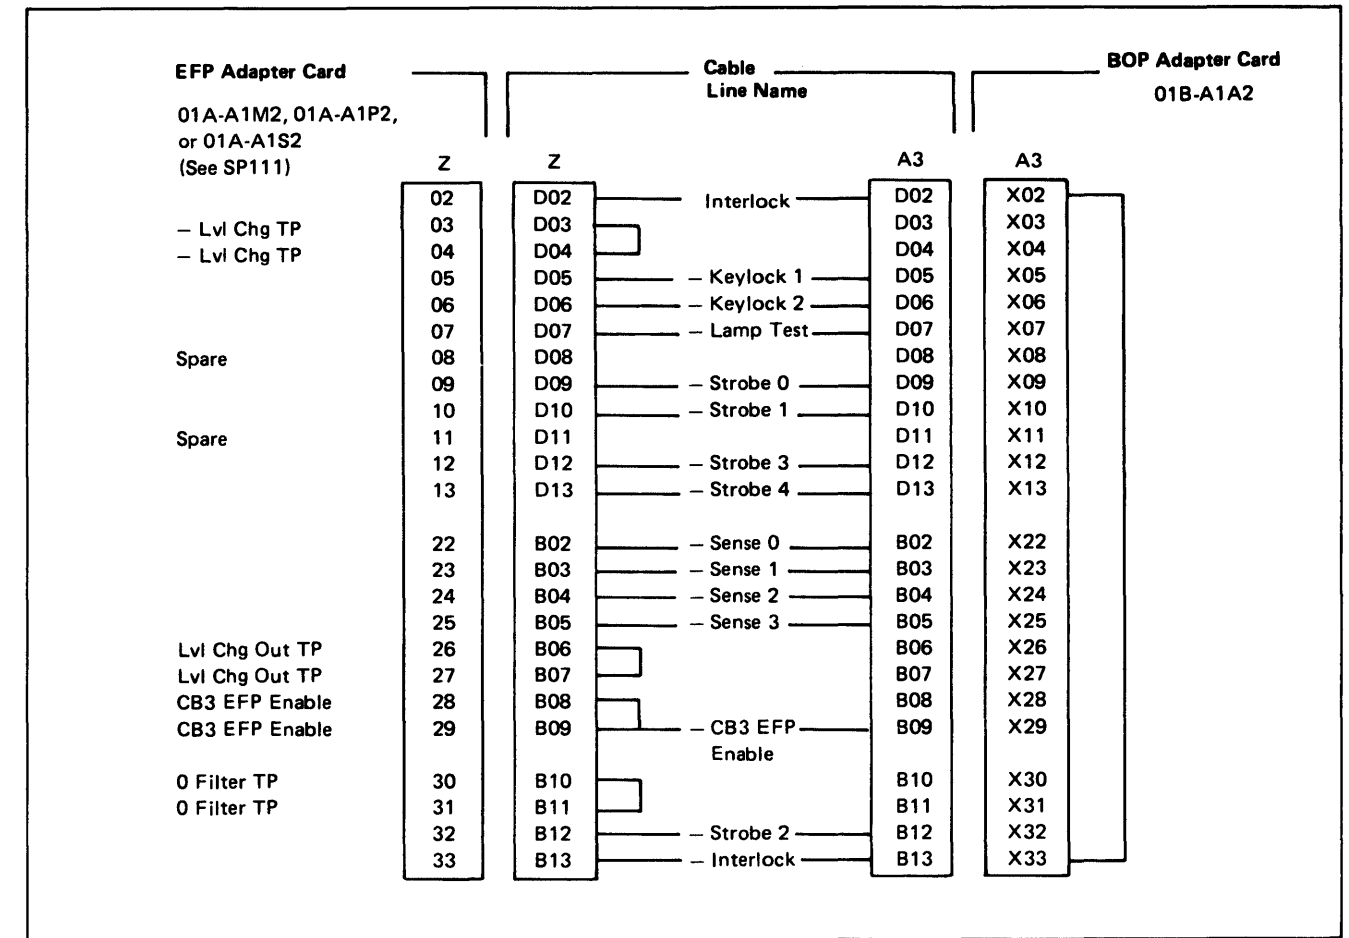 EFP Adapter Card Cable BOP Adapter Card
Line Name
01A-A1M2, 01A-A1P2, 01B-A1A2
or 01A-A1S2
(See SP111) Z Z A3 A3
02 D02 Interlock D02 X02
– Lvl Chg TP 03 D03 D03 X03
– Lvl Chg TP 04 D04 D04 X04
05 D05 – Keylock 1 D05 X05
06 D06 – Keylock 2 D06 X06
07 D07 – Lamp Test D07 X07
Spare 08 D08 D08 X08
09 D09 – Strobe 0 D09 X09
10 D10 – Strobe 1 D10 X10
Spare 11 D11 D11 X11
12 D12 – Strobe 3 D12 X12
13 D13 – Strobe 4 D13 X13
22 B02 – Sense 0 B02 X22
23 B03 – Sense 1 B03 X23
24 B04 – Sense 2 B04 X24
25 B05 – Sense 3 B05 X25
Lvl Chg Out TP 26 B06 B06 X26
Lvl Chg Out TP 27 B07 B07 X27
CB3 EFP Enable 28 B08 B08 X28
CB3 EFP Enable 29 B09 – CB3 EFP B09 X29
Enable
0 Filter TP 30 B10 B10 X30
0 Filter TP 31 B11 B11 X31
32 B12 – Strobe 2 B12 X32
33 B13 – Interlock B13 X33